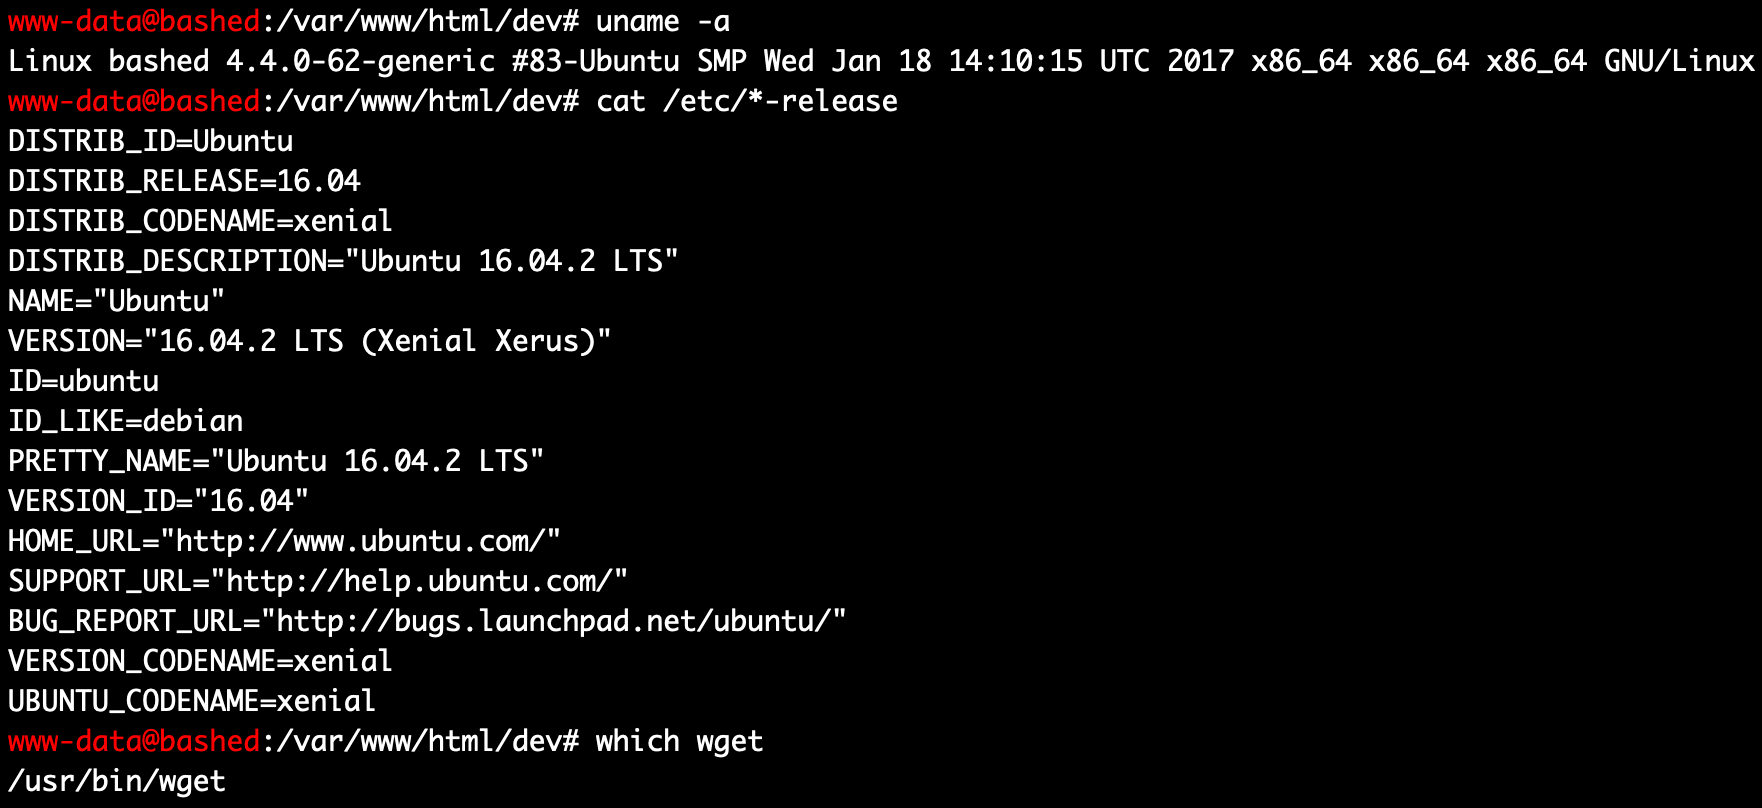 www-data@bashed:/var/www/html/dev# uname -a
Linux bashed 4.4.0-62-generic #83-Ubuntu SMP Wed Jan 18 14:10:15 UTC 2017 x86_64 x86_64 x86_64 GNU/Linux
www-data@bashed:/var/www/html/dev# cat /etc/*-release
DISTRIB_ID=Ubuntu
DISTRIB_RELEASE=16.04
DISTRIB_CODENAME=xenial
DISTRIB_DESCRIPTION="Ubuntu 16.04.2 LTS"
NAME="Ubuntu"
VERSION="16.04.2 LTS (Xenial Xerus)"
ID=ubuntu
ID_LIKE=debian
PRETTY_NAME="Ubuntu 16.04.2 LTS"
VERSION_ID="16.04"
HOME_URL="http://www.ubuntu.com/"
SUPPORT_URL="http://help.ubuntu.com/"
BUG_REPORT_URL="http://bugs.launchpad.net/ubuntu/"
VERSION_CODENAME=xenial
UBUNTU_CODENAME=xenial
www-data@bashed:/var/www/html/dev# which wget
/usr/bin/wget